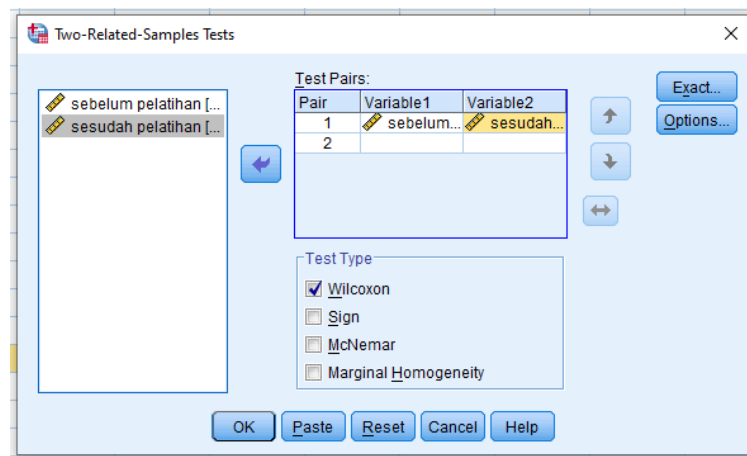 Two-Related-Samples Tests
sebelum pelatihan [...
sesudah pelatihan [...
Test Pairs:
Pair Variable1 Variable2
1 sebelum... sesudah...
2
Exact...
Options...
Test Type
Wilcoxon
Sign
McNemar
Marginal Homogeneity
OK Paste Reset Cancel Help